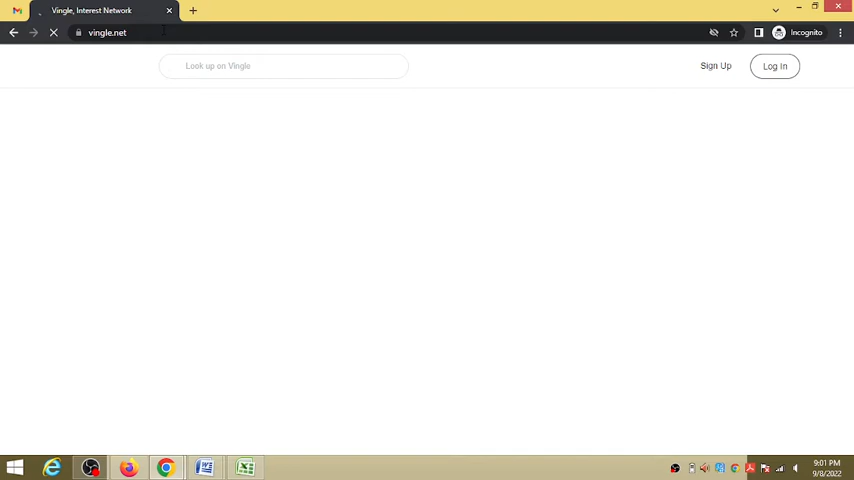 Vingle, Interest Network
vingle.net
Incognito
Look up on Vingle
Sign Up
Log In
9:01 PM
9/8/2022